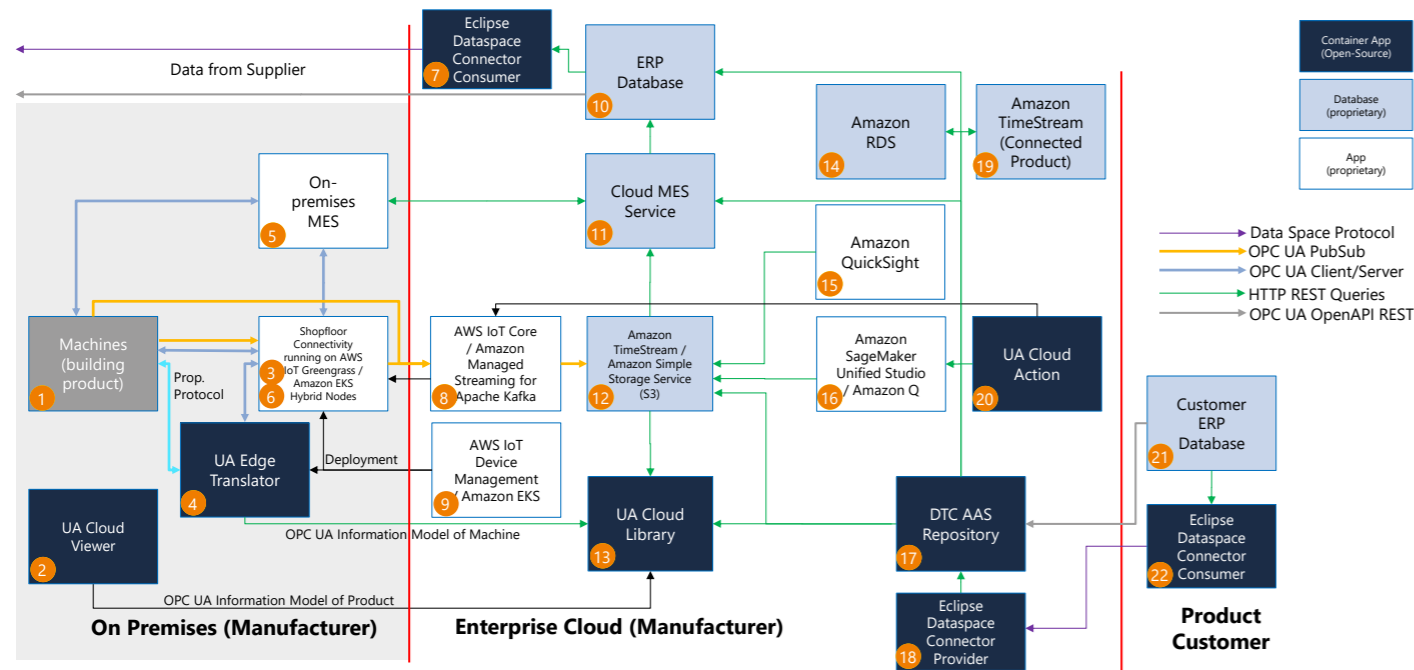 Eclipse
Dataspace
Connector
Consumer
7
Data from Supplier
ERP
Database
10
Amazon
RDS
14
Amazon
TimeStream
(Connected
Product)
19
Container App
(Open-Source)
Database
(proprietary)
App
(proprietary)
On-
premises
MES
5
Cloud MES
Service
11
Amazon
QuickSight
15
Data Space Protocol
OPC UA PubSub
OPC UA Client/Server
HTTP REST Queries
OPC UA OpenAPI REST
Machines
(building
product)
1
Prop.
Protocol
Shopfloor
Connectivity
running on AWS
IoT Greengrass /
Amazon EKS
Hybrid Nodes
3
6
AWS IoT Core
/ Amazon
Managed
Streaming for
Apache Kafka
8
Amazon
TimeStream /
Amazon Simple
Storage Service
(S3)
12
Amazon
SageMaker
Unified Studio
/ Amazon Q
16
UA Cloud
Action
20
Customer
ERP
Database
21
UA Edge
Translator
4
Deployment
AWS IoT
Device
Management
/ Amazon EKS
9
UA Cloud
Viewer
2
OPC UA Information Model of Machine
UA Cloud
Library
13
DTC AAS
Repository
17
Eclipse
Dataspace
Connector
Consumer
22
OPC UA Information Model of Product
On Premises (Manufacturer)
Enterprise Cloud (Manufacturer)
Eclipse
Dataspace
Connector
Provider
18
Product
Customer